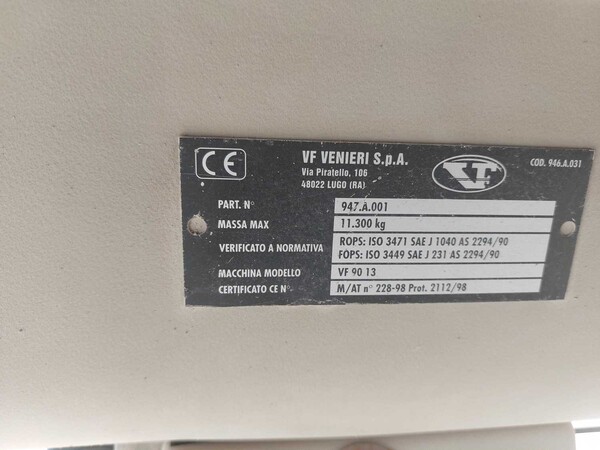 CE
VF VENIERI S.p.A.
Via Piratello, 106
48022 LUGO (RA)
VF
COD. 946.A.031
PART. N° 947.A.001
MASSA MAX 11.300 kg
VERIFICATO A NORMATIVA ROPS: ISO 3471 SAE J 1040 AS 2294/90
FOPS: ISO 3449 SAE J 231 AS 2294/90
MACCHINA MODELLO VF 90 13
CERTIFICATO CE N° M/AT n° 228-98 Prot. 2112/98